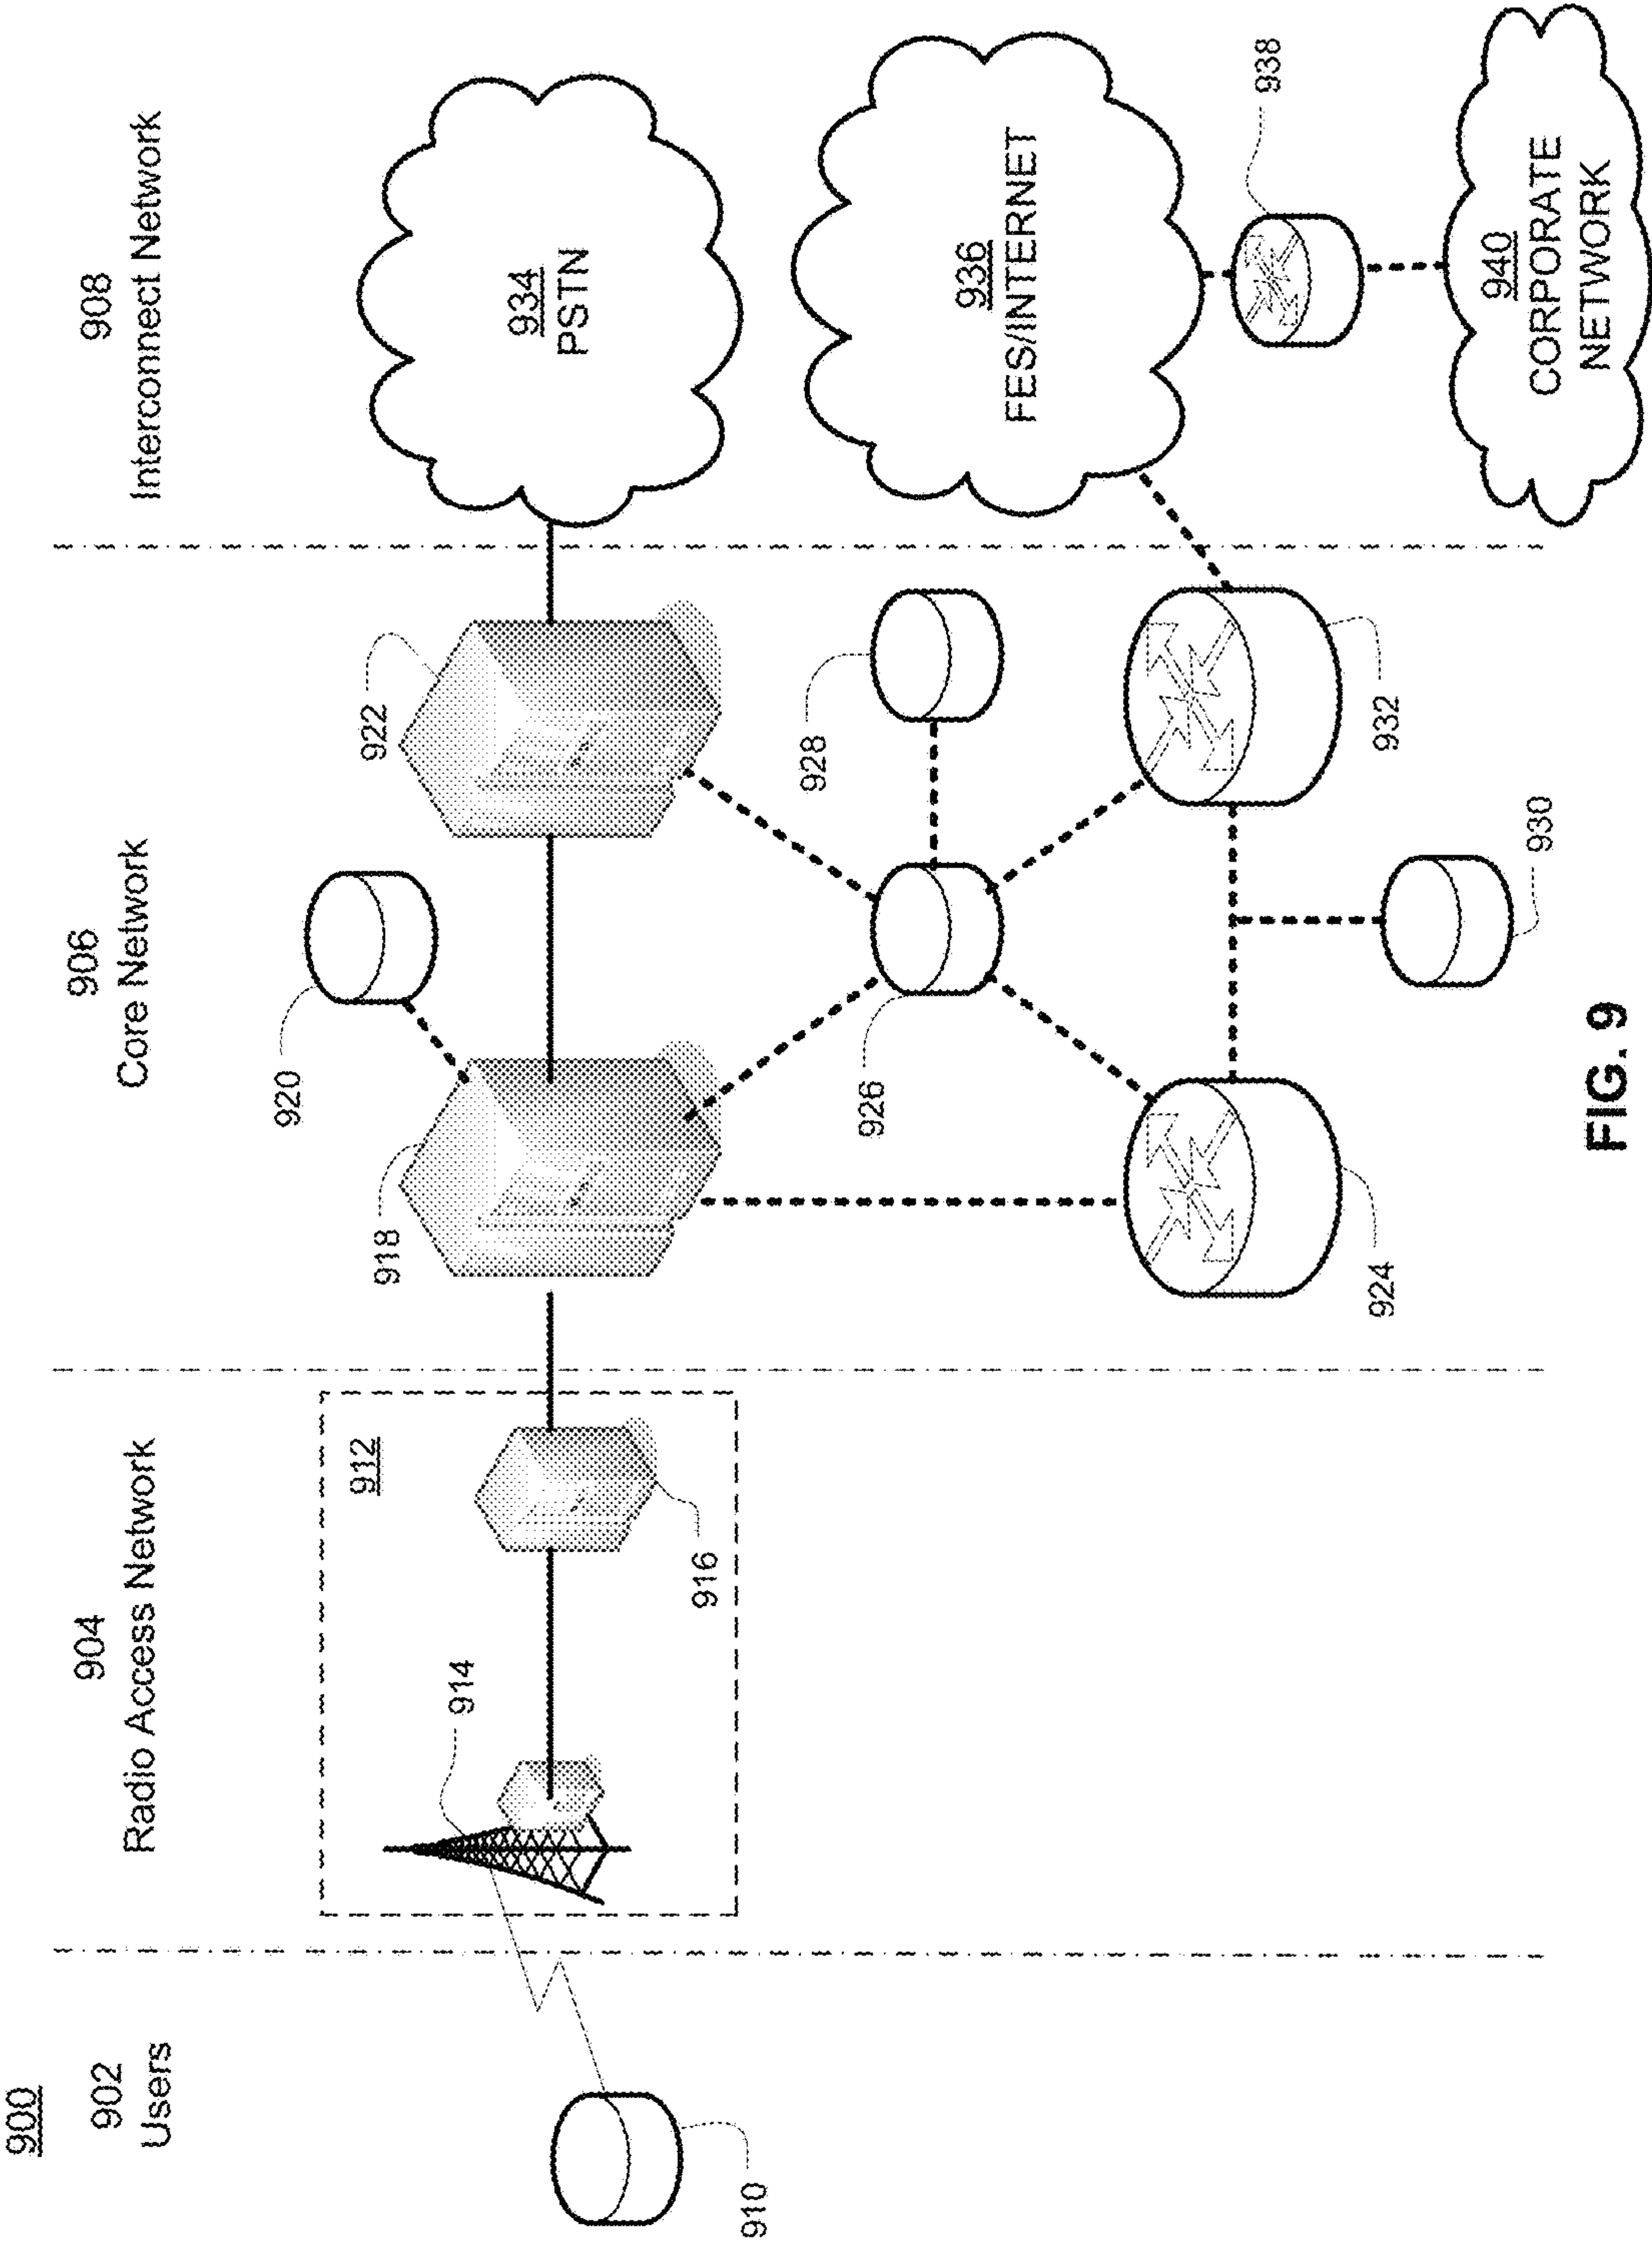 900
902
Users
904
Radio Access Network
906
Core Network
908
Interconnect Network
910
912
914
916
918
920
922
924
926
928
930
932
934
PSTN
936
FES/INTERNET
938
940
CORPORATE
NETWORK
FIG. 9